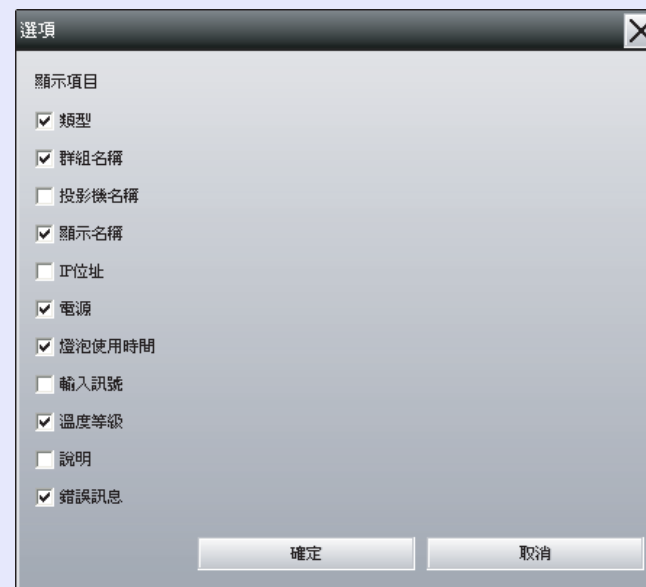 選項
顯示項目
類型
群組名稱
投影機名稱
顯示名稱
IP位址
電源
燈泡使用時間
輸入訊號
溫度等級
說明
錯誤訊息
確定
取消